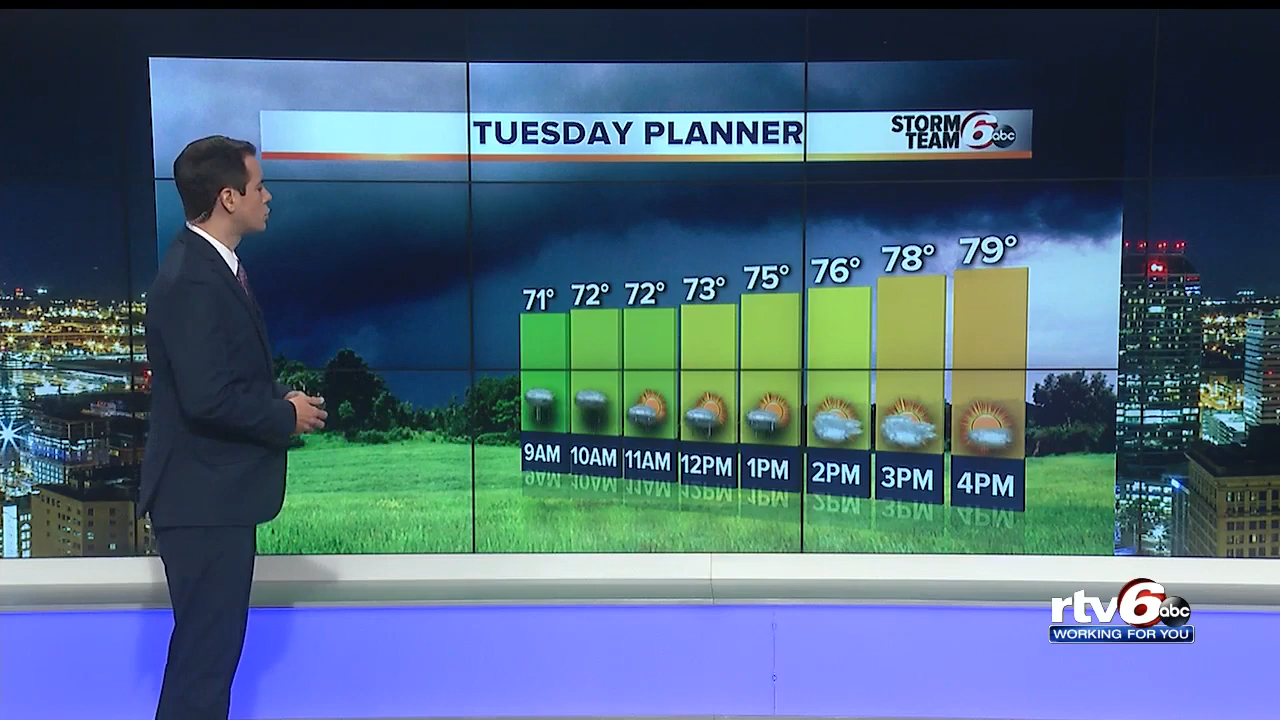 TUESDAY PLANNER
STORM
TEAM 6 abc
71° 72° 72° 73° 75° 76° 78° 79°
9AM 10AM 11AM 12PM 1PM 2PM 3PM 4PM
rtv6 abc
WORKING FOR YOU